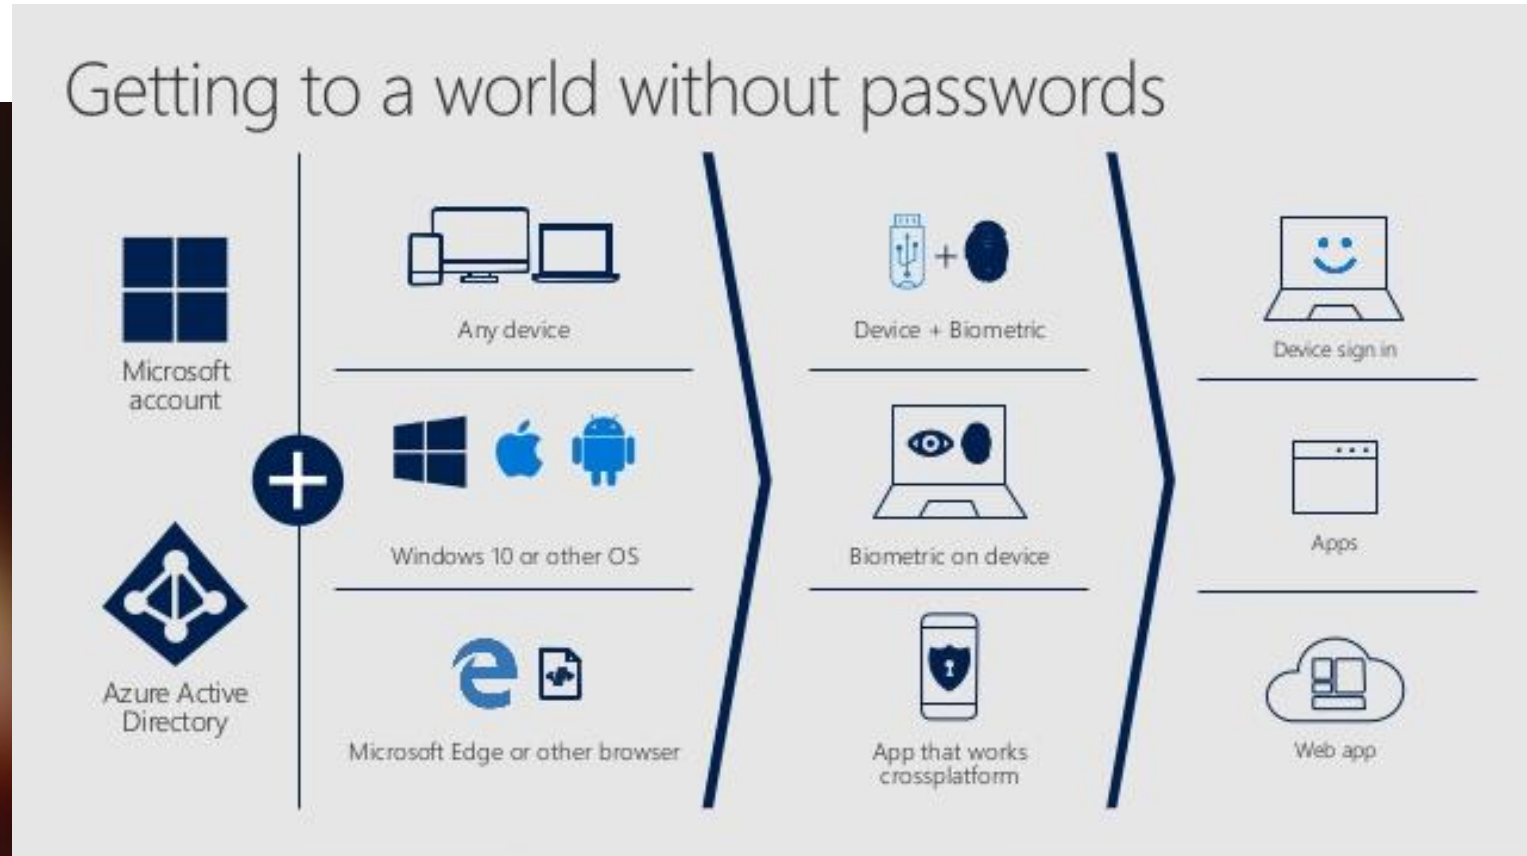 Getting to a world without passwords
Microsoft
account
Azure Active
Directory
Any device
Windows 10 or other OS
Microsoft Edge or other browser
Device + Biometric
Biometric on device
App that works
crossplatform
Device sign in
Apps
Web app